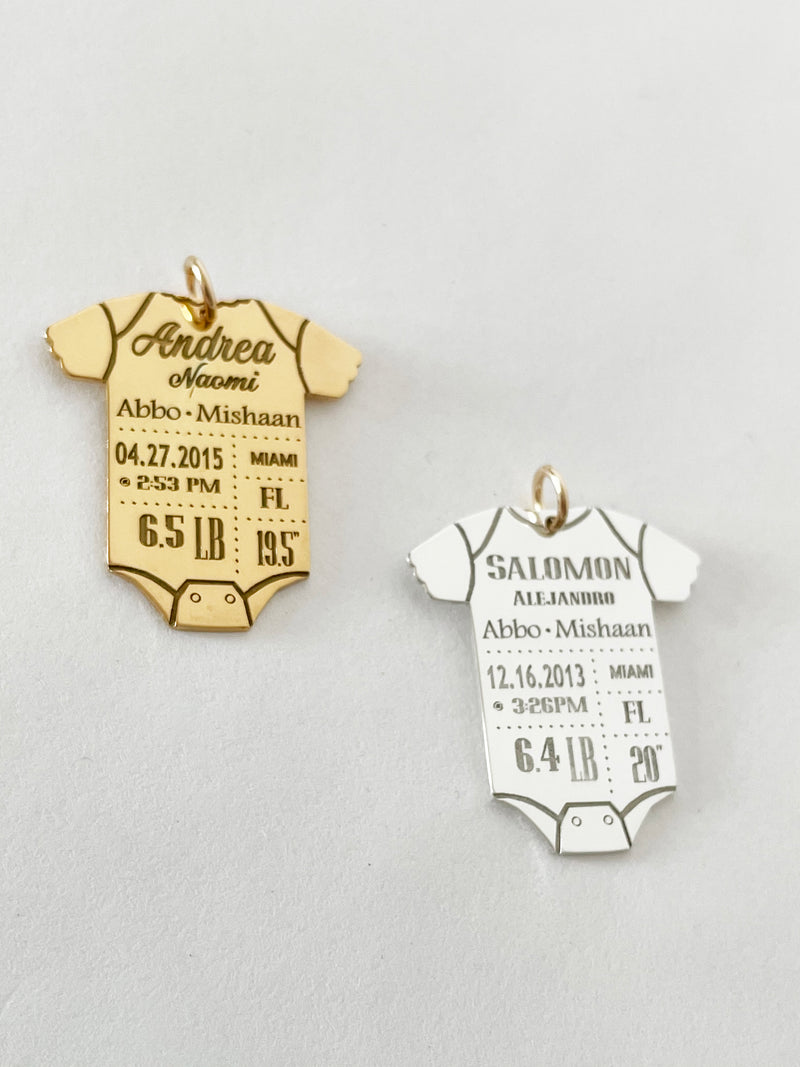 Andrea
Naomi
Abbo • Mishaan
04.27.2015
MIAMI
@ 2:53 PM
FL
6.5 LB
19.5"
SALOMON
ALEJANDRO
Abbo • Mishaan
12.16.2013
MIAMI
@ 3:26PM
FL
6.4 LB
20"